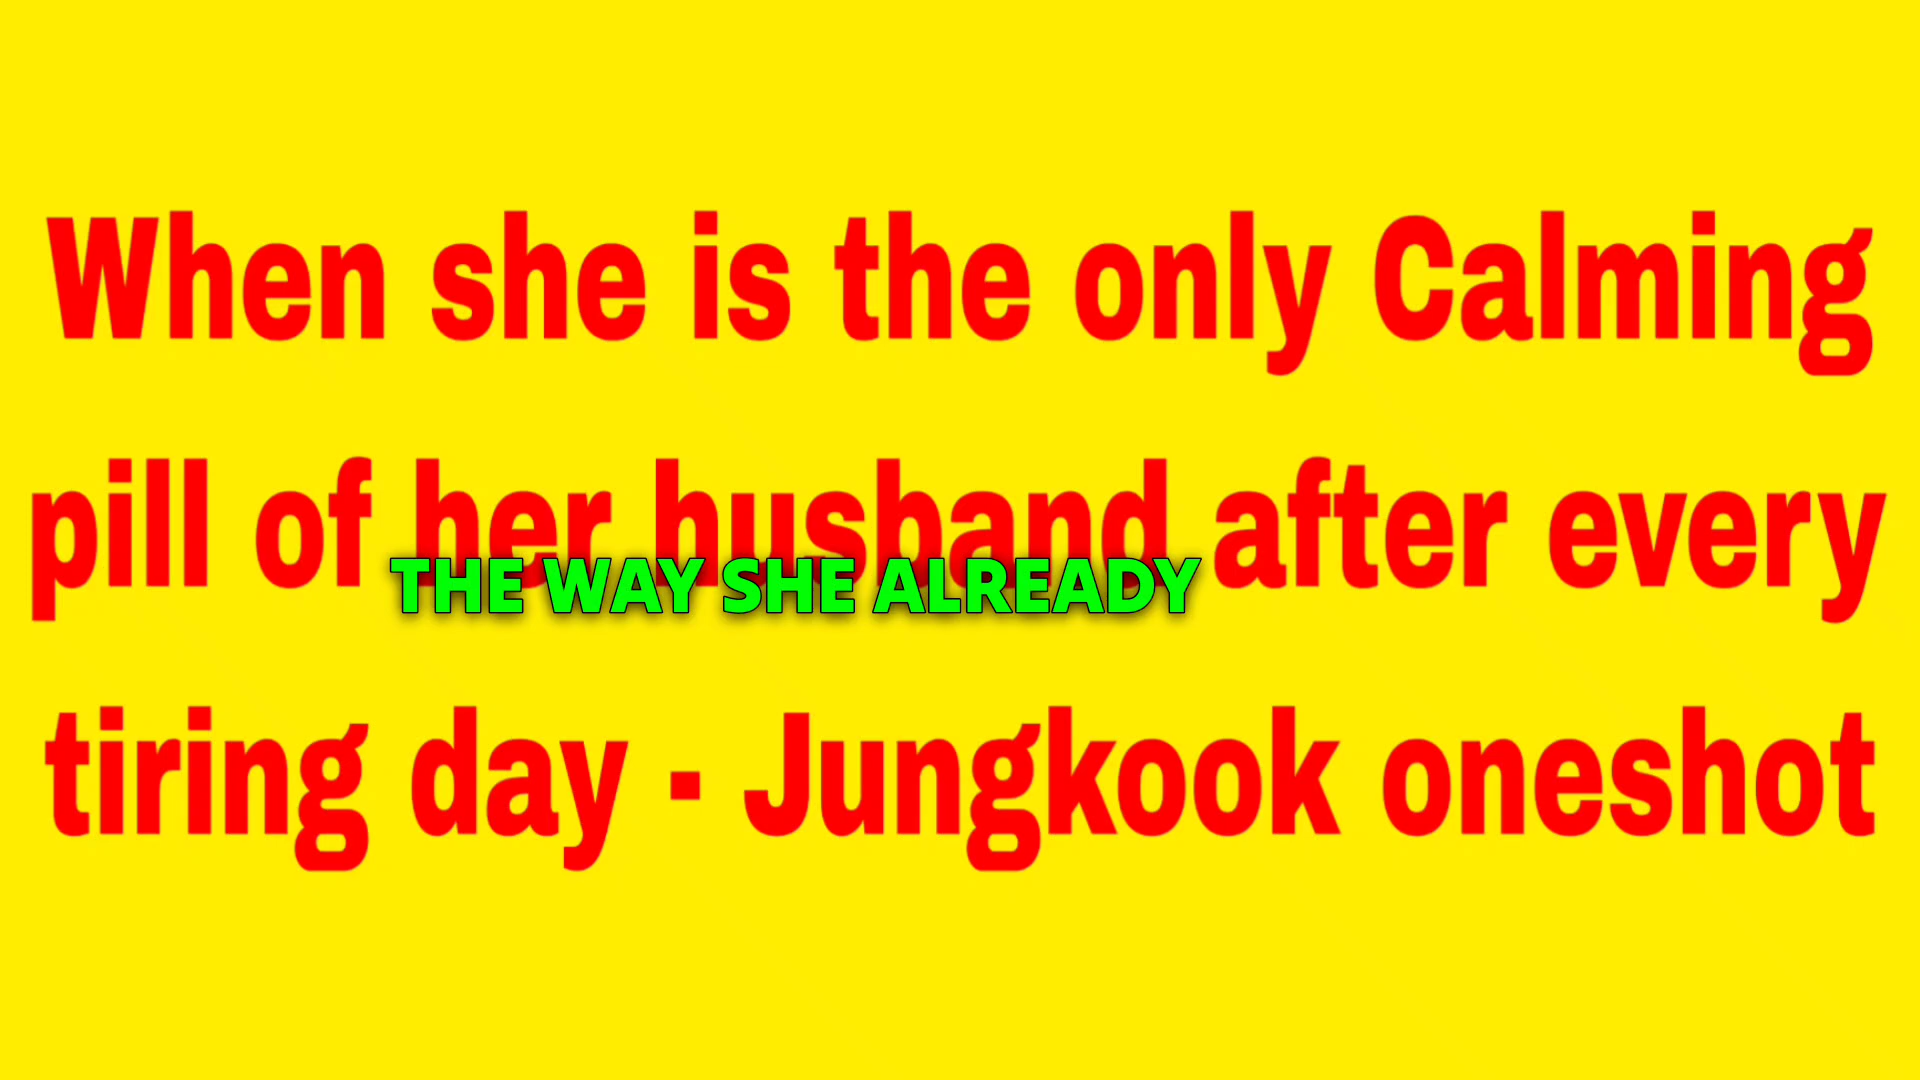 When she is the only Calming
pill of her husband after every
THE WAY SHE ALREADY
tiring day - Jungkook oneshot